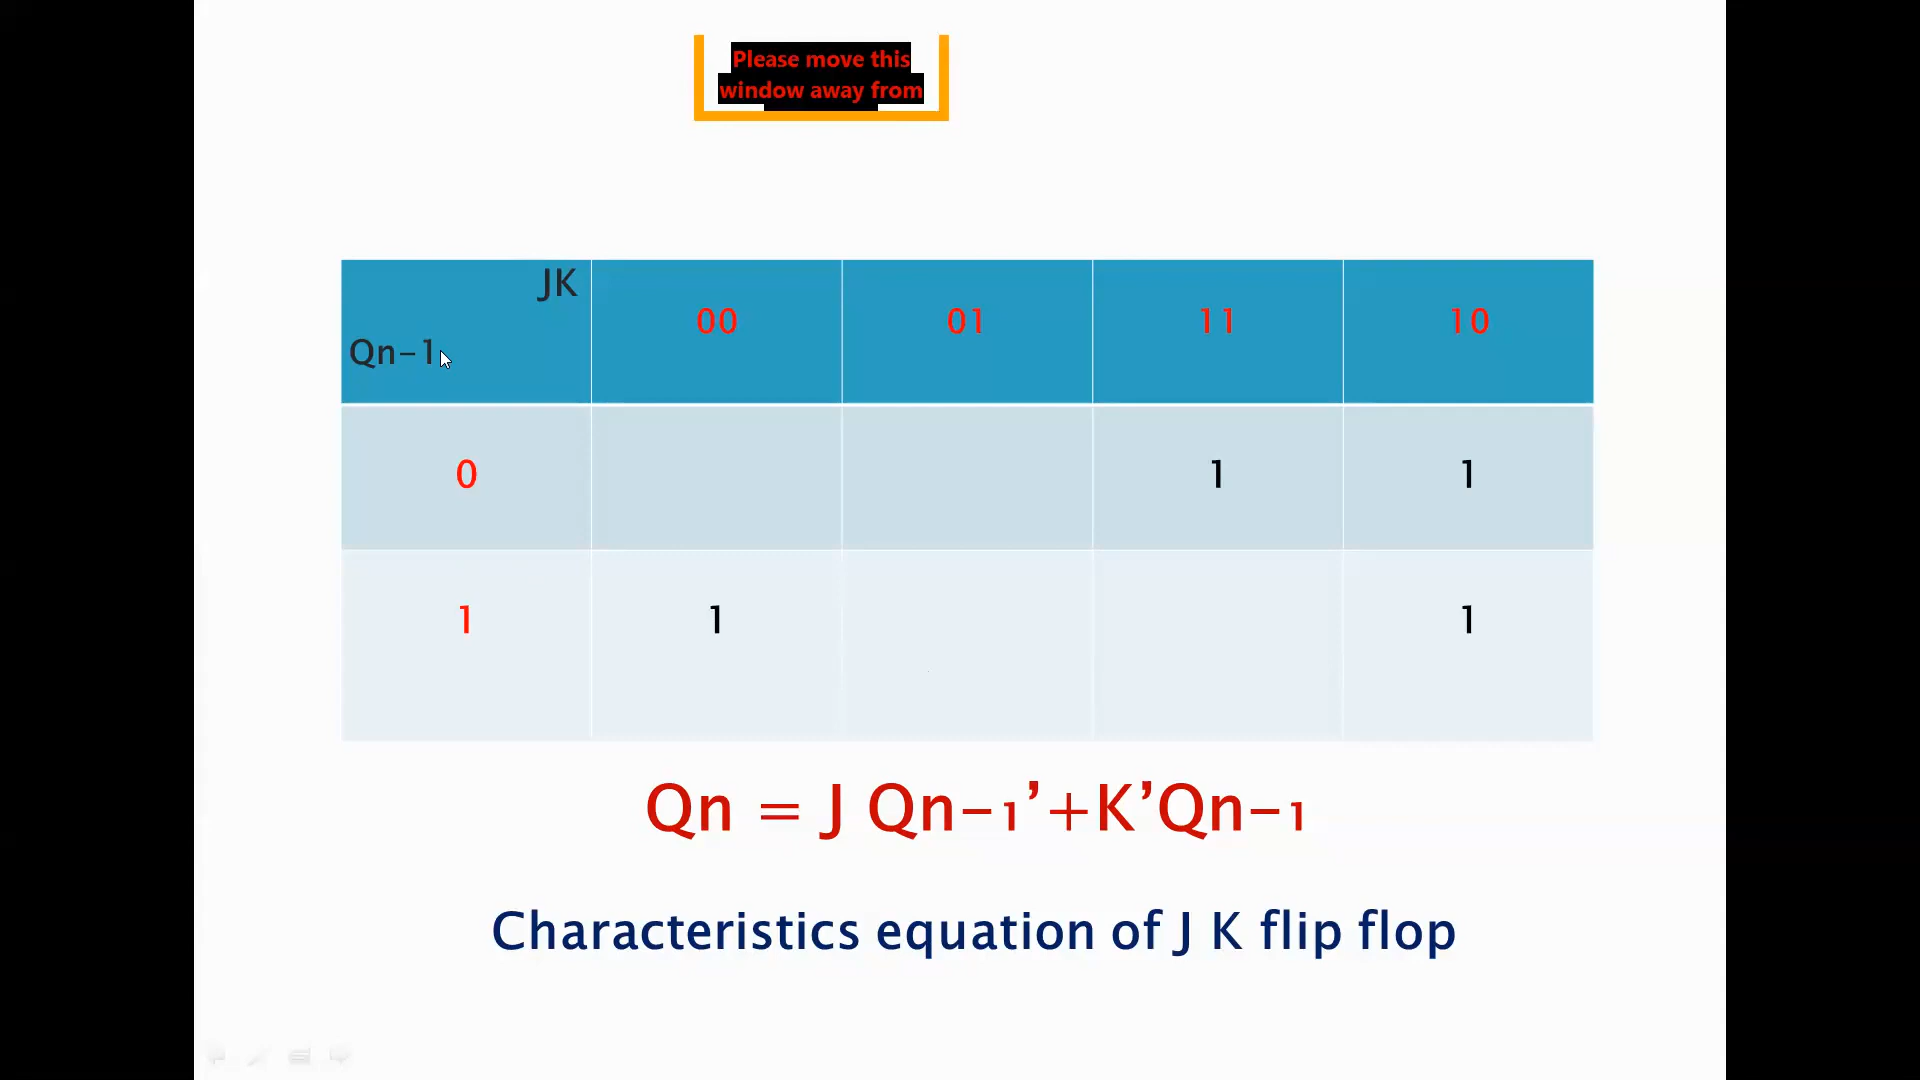 Please move this
window away from
JK
Qn-1
00 01 11 10
0 1 1
1 1 1
Qn = J Qn-1’+K’Qn-1
Characteristics equation of J K flip flop